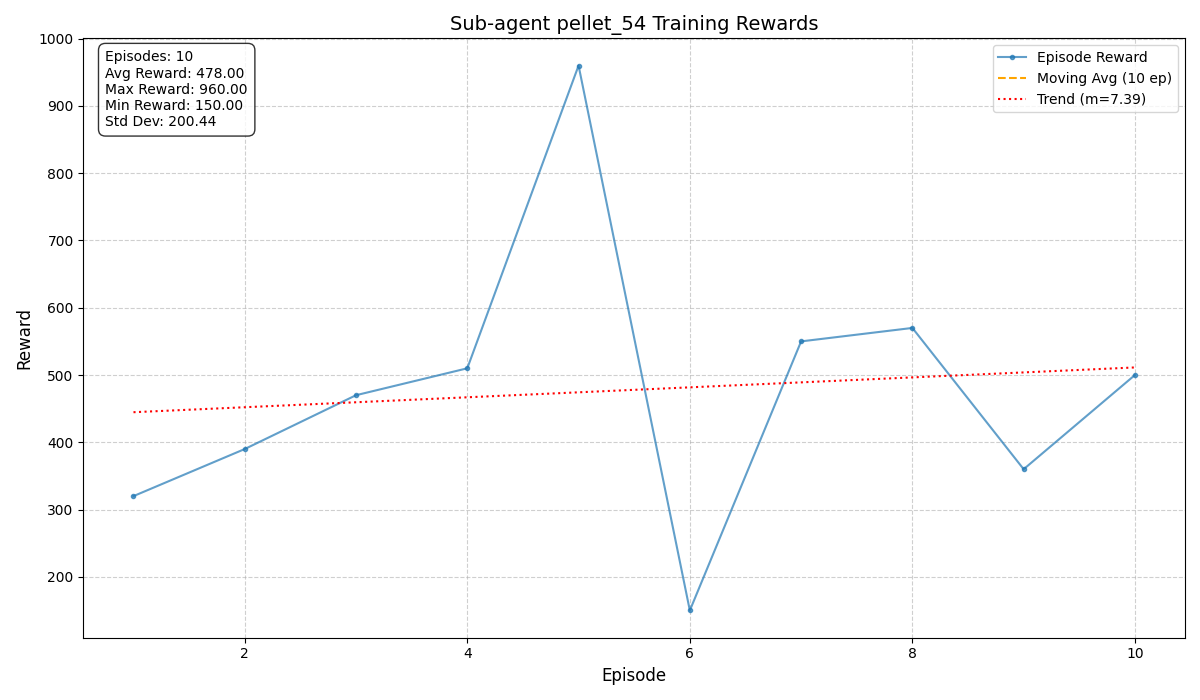 Sub-agent pellet_54 Training Rewards
Episodes: 10
Avg Reward: 478.00
Max Reward: 960.00
Min Reward: 150.00
Std Dev: 200.44
Episode Reward
Moving Avg (10 ep)
Trend (m=7.39)
1000
900
800
700
600
500
400
300
200
Reward
2
4
6
8
10
Episode